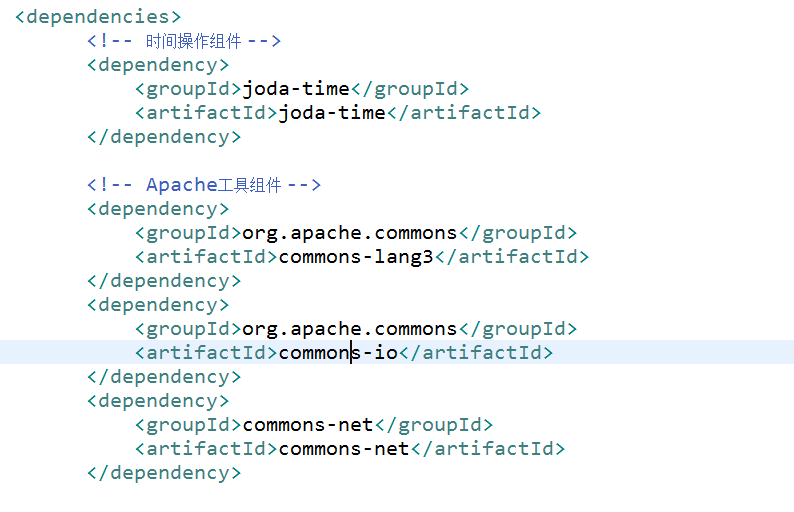 <dependencies>
<!-- 时间操作组件 -->
<dependency>
<groupId>joda-time</groupId>
<artifactId>joda-time</artifactId>
</dependency>
<!-- Apache工具组件 -->
<dependency>
<groupId>org.apache.commons</groupId>
<artifactId>commons-lang3</artifactId>
</dependency>
<dependency>
<groupId>org.apache.commons</groupId>
<artifactId>commons-io</artifactId>
</dependency>
<dependency>
<groupId>commons-net</groupId>
<artifactId>commons-net</artifactId>
</dependency>